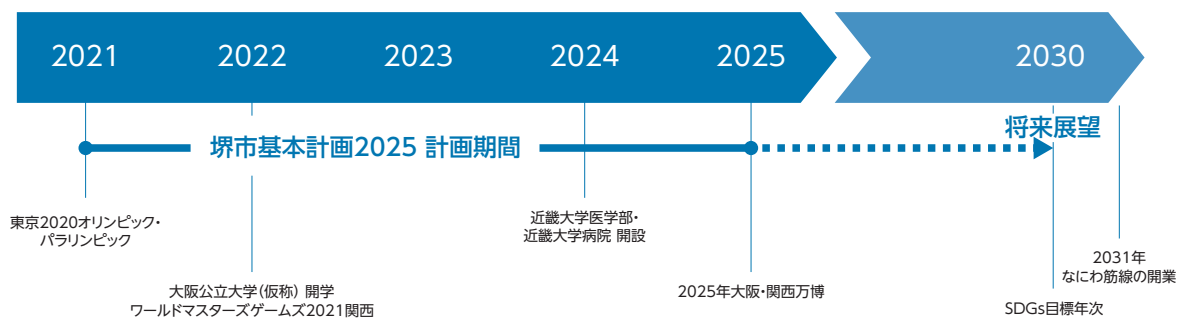 2021 2022 2023 2024 2025 2030
将来展望
堺市基本計画2025 計画期間
東京2020オリンピック・
パラリンピック
大阪公立大学(仮称) 開学
ワールドマスターズゲームズ2021関西
近畿大学医学部・
近畿大学病院 開設
2025年大阪・関西万博
2031年
なにわ筋線の開業
SDGs目標年次